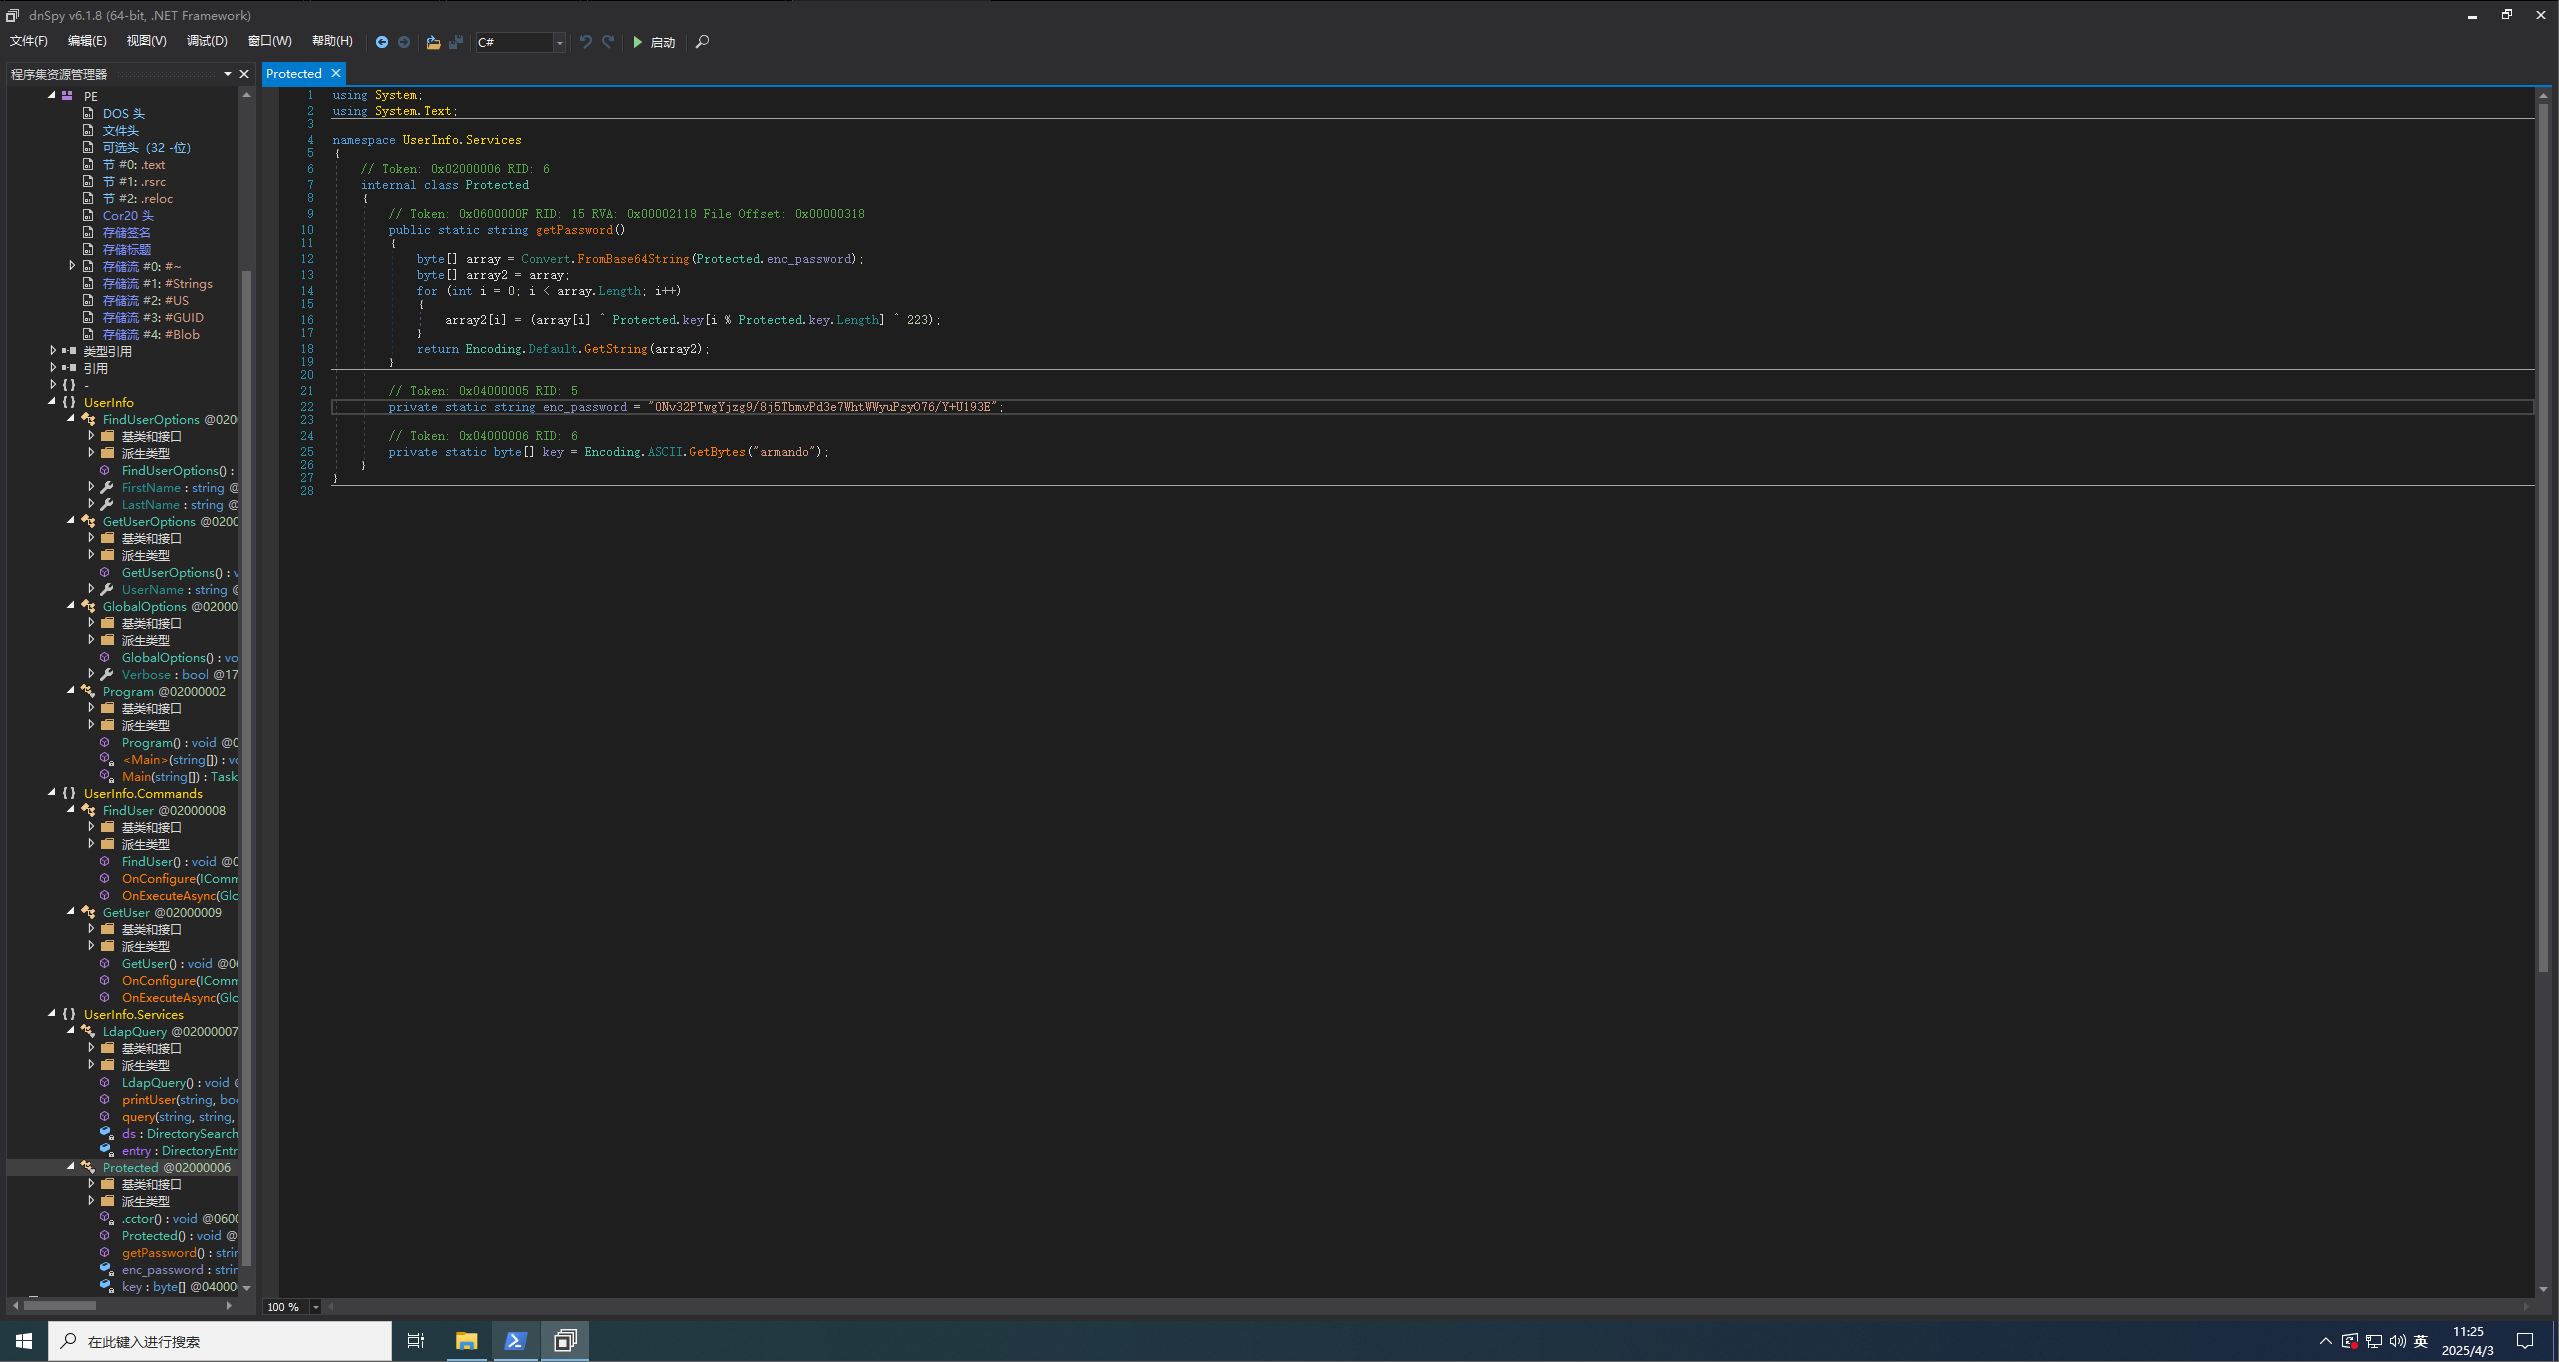 dnSpy v6.1.8 (64-bit, .NET Framework)
文件(F) 编辑(E) 视图(V) 调试(D) 窗口(W) 帮助(H) C# 启动
程序集资源管理器
PE
DOS 头
文件头
可选头（32 -位）
节 #0: .text
节 #1: .rsrc
节 #2: .reloc
Cor20 头
存储签名
存储标题
存储流 #0: #~
存储流 #1: #Strings
存储流 #2: #US
存储流 #3: #GUID
存储流 #4: #Blob
类型引用
引用
{ } -
{ } UserInfo
FindUserOptions @020
基类和接口
派生类型
FindUserOptions() :
FirstName : string @
LastName : string @
GetUserOptions @0200
基类和接口
派生类型
GetUserOptions() : v
UserName : string @
GlobalOptions @02000
基类和接口
派生类型
GlobalOptions() : vo
Verbose : bool @17
Program @02000002
基类和接口
派生类型
Program() : void @0
<Main>(string[]) : vo
Main(string[]) : Task
{ } UserInfo.Commands
FindUser @02000008
基类和接口
派生类型
FindUser() : void @0
OnConfigure(IComm
OnExecuteAsync(Glo
GetUser @02000009
基类和接口
派生类型
GetUser() : void @06
OnConfigure(IComm
OnExecuteAsync(Glo
{ } UserInfo.Services
LdapQuery @02000007
基类和接口
派生类型
LdapQuery() : void @
printUser(string, boo
query(string, string,
ds : DirectorySearch
entry : DirectoryEntr
Protected @02000006
基类和接口
派生类型
.cctor() : void @0600
Protected() : void @
getPassword() : strin
enc_password : strin
key : byte[] @04000
Protected
1 using System;
2 using System.Text;
3
4 namespace UserInfo.Services
5 {
6 // Token: 0x02000006 RID: 6
7 internal class Protected
8 {
9 // Token: 0x0600000F RID: 15 RVA: 0x00002118 File Offset: 0x00000318
10 public static string getPassword()
11 {
12 byte[] array = Convert.FromBase64String(Protected.enc_password);
13 byte[] array2 = array;
14 for (int i = 0; i < array.Length; i++)
15 {
16 array2[i] = (array[i] ^ Protected.key[i % Protected.key.Length] ^ 223);
17 }
18 return Encoding.Default.GetString(array2);
19 }
20
21 // Token: 0x04000005 RID: 5
22 private static string enc_password = "0Nv32PTwgYjzg9/8j5TbmvPd3e7WhtWWyuPsyO76/Y+U193E";
23
24 // Token: 0x04000006 RID: 6
25 private static byte[] key = Encoding.ASCII.GetBytes("armando");
26 }
27 }
28
100 %
在此键入进行搜索
英
11:25
2025/4/3